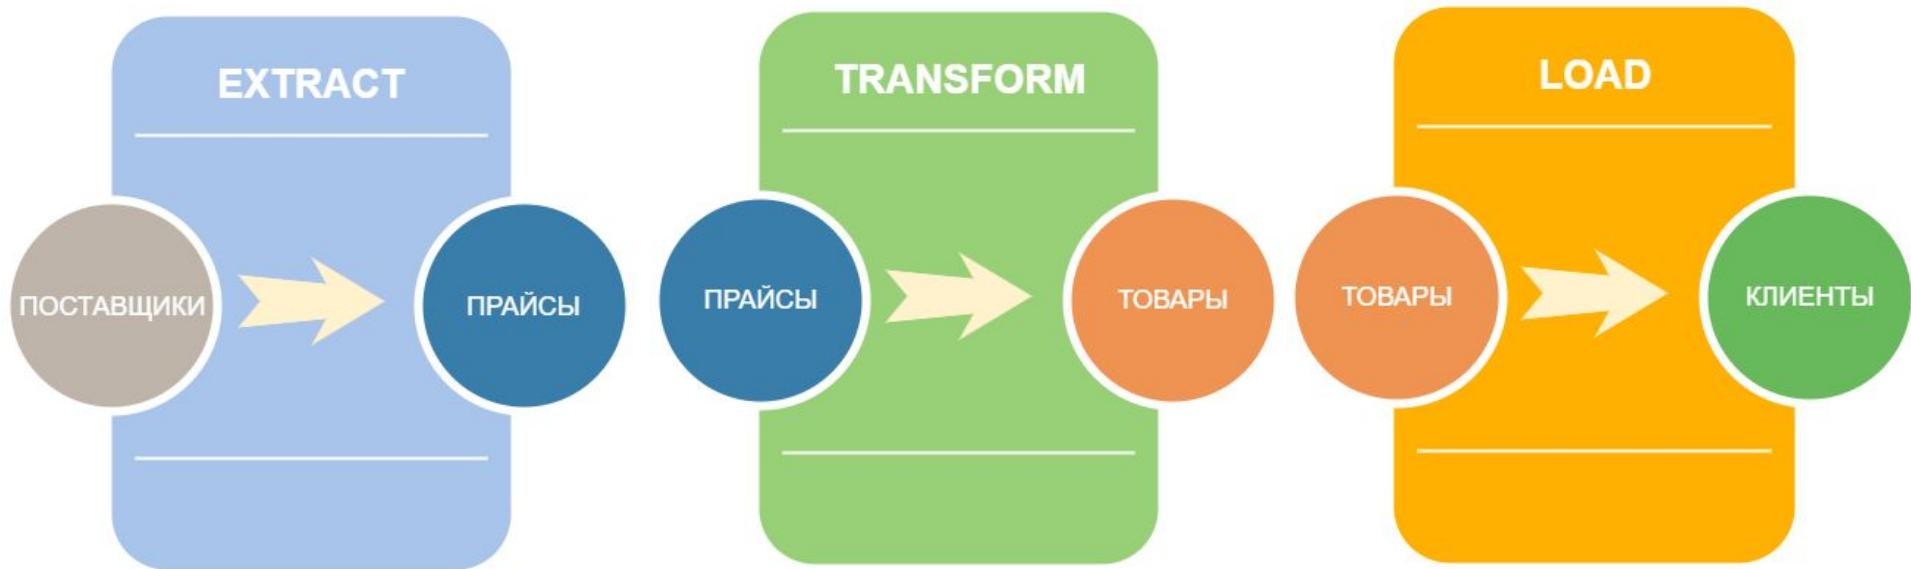 EXTRACT
ПОСТАВЩИКИ
ПРАЙСЫ
TRANSFORM
ПРАЙСЫ
ТОВАРЫ
LOAD
ТОВАРЫ
КЛИЕНТЫ